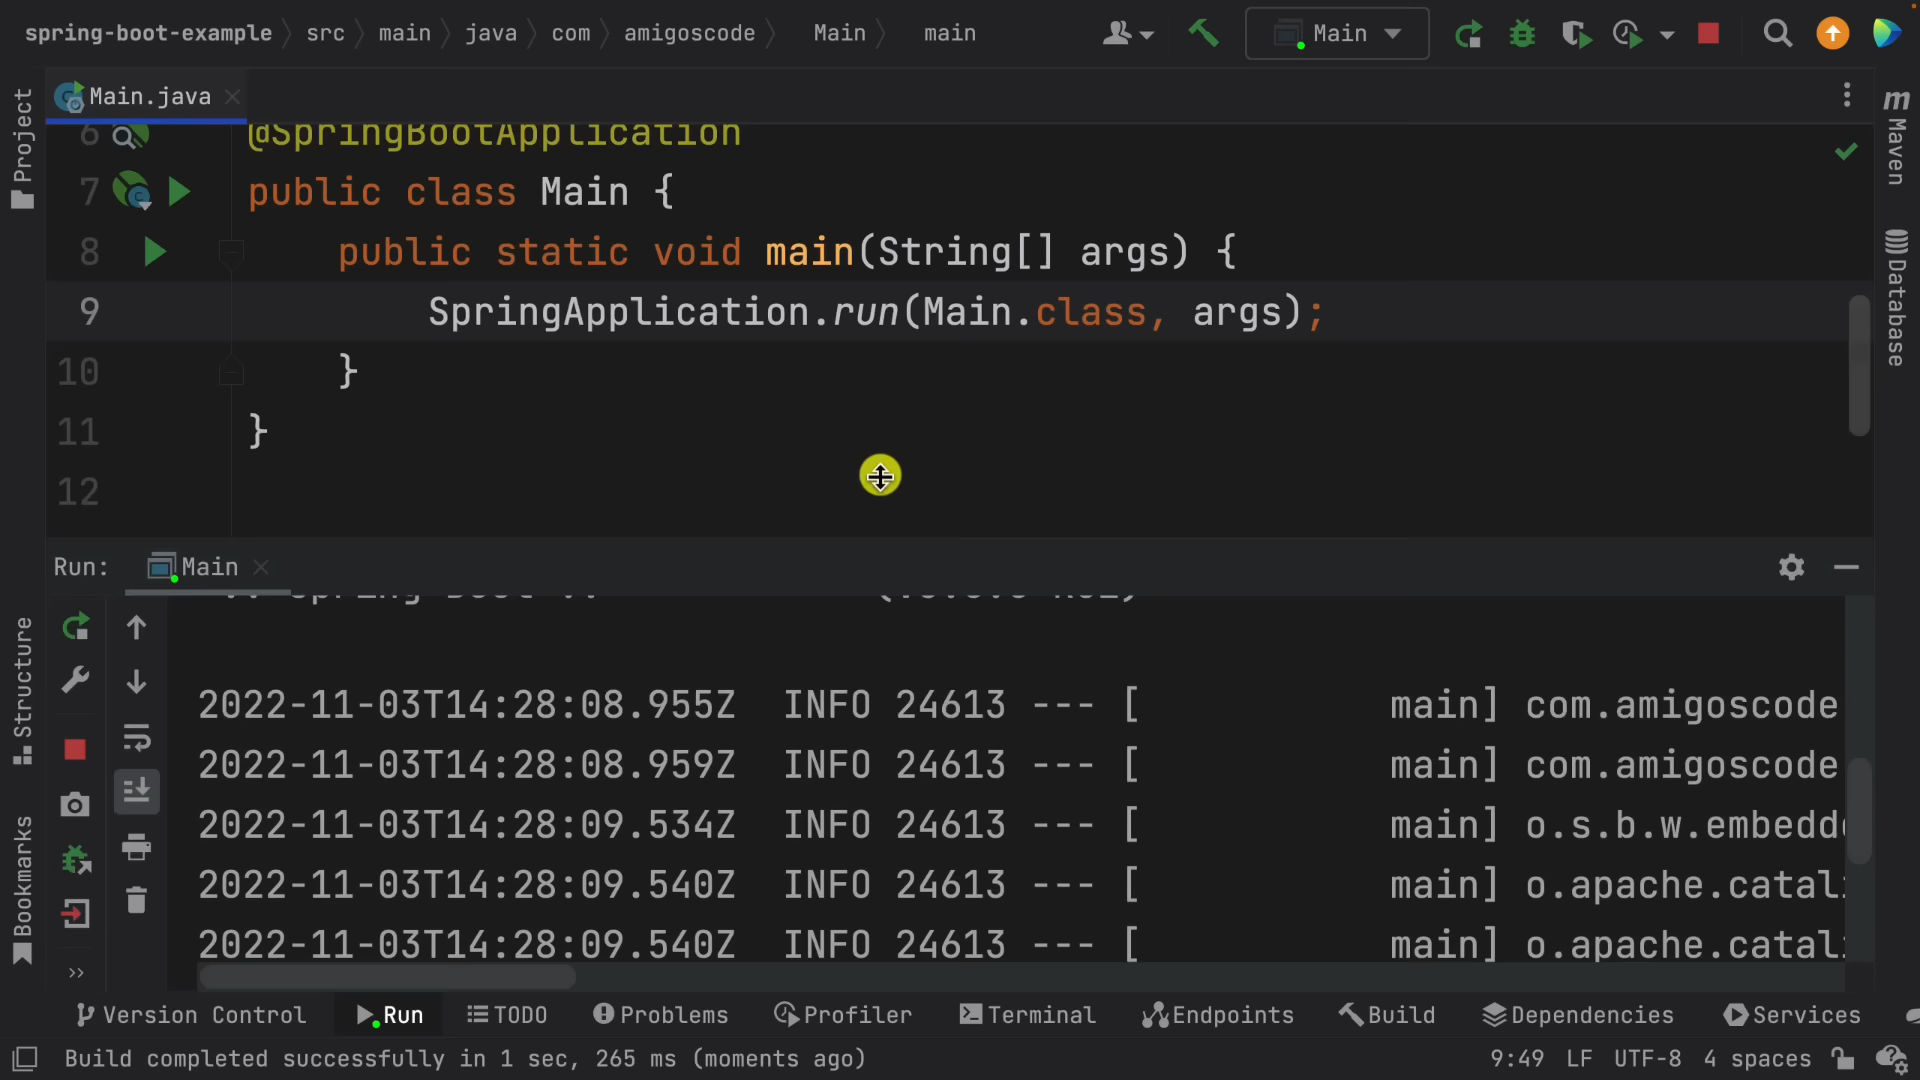 spring-boot-example src main java com amigoscode Main main
Main
Main.java
6 @SpringBootApplication
7 public class Main {
8 public static void main(String[] args) {
9 SpringApplication.run(Main.class, args);
10 }
11 }
12
Project
Structure
Bookmarks
m Maven
Database
Run: Main
:: Spring Boot ::
2022-11-03T14:28:08.955Z INFO 24613 --- [ main] com.amigoscode
2022-11-03T14:28:08.959Z INFO 24613 --- [ main] com.amigoscode
2022-11-03T14:28:09.534Z INFO 24613 --- [ main] o.s.b.w.embedde
2022-11-03T14:28:09.540Z INFO 24613 --- [ main] o.apache.catali
2022-11-03T14:28:09.540Z INFO 24613 --- [ main] o.apache.catali
Version Control Run TODO Problems Profiler Terminal Endpoints Build Dependencies Services
Build completed successfully in 1 sec, 265 ms (moments ago) 9:49 LF UTF-8 4 spaces